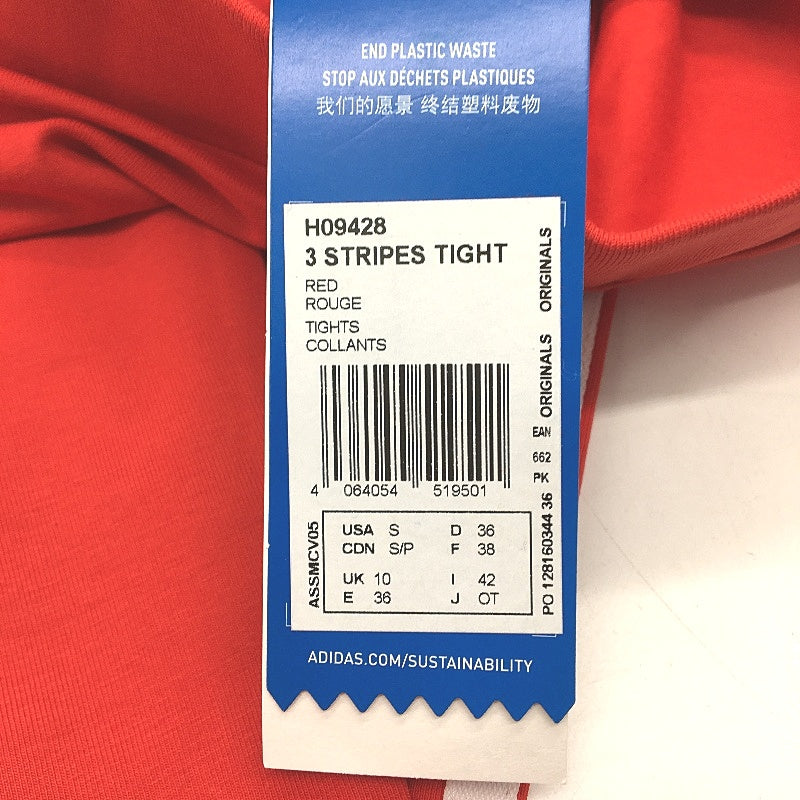 END PLASTIC WASTE
STOP AUX DÉCHETS PLASTIQUES
我们的愿景 终结塑料废物
H09428
3 STRIPES TIGHT
RED
ROUGE
TIGHTS
COLLANTS
ORIGINALS ORIGINALS
EAN
662
PK
4 064054 519501
ASSMCV05
USA S D 36
CDN S/P F 38
UK 10 I 42
E 36 J OT
PO 128160344 36
ADIDAS.COM/SUSTAINABILITY